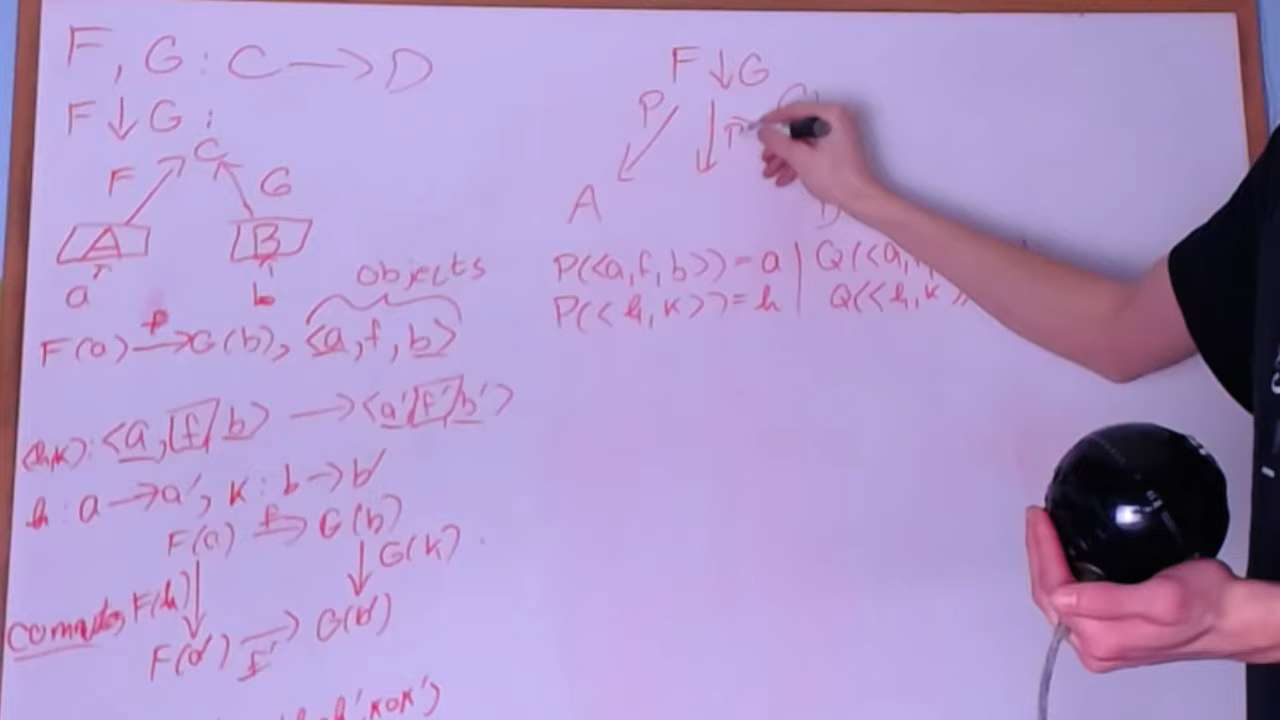 F, G : C → D
F ↓ G :
C
F G
A B
a b
objects
F(a) →f G(b), <a, f, b>
(h,k): <a, f, b> → <a', f', b'>
h : a → a', k : b → b'
F(a) →f G(b)
F(h) G(k)
commutes
F(a') →f' G(b')
h', k∘k')
F ↓ G
P
A
P(<a, f, b>) = a | Q(<a,
P(<h, k>) = h | Q(<h, k>